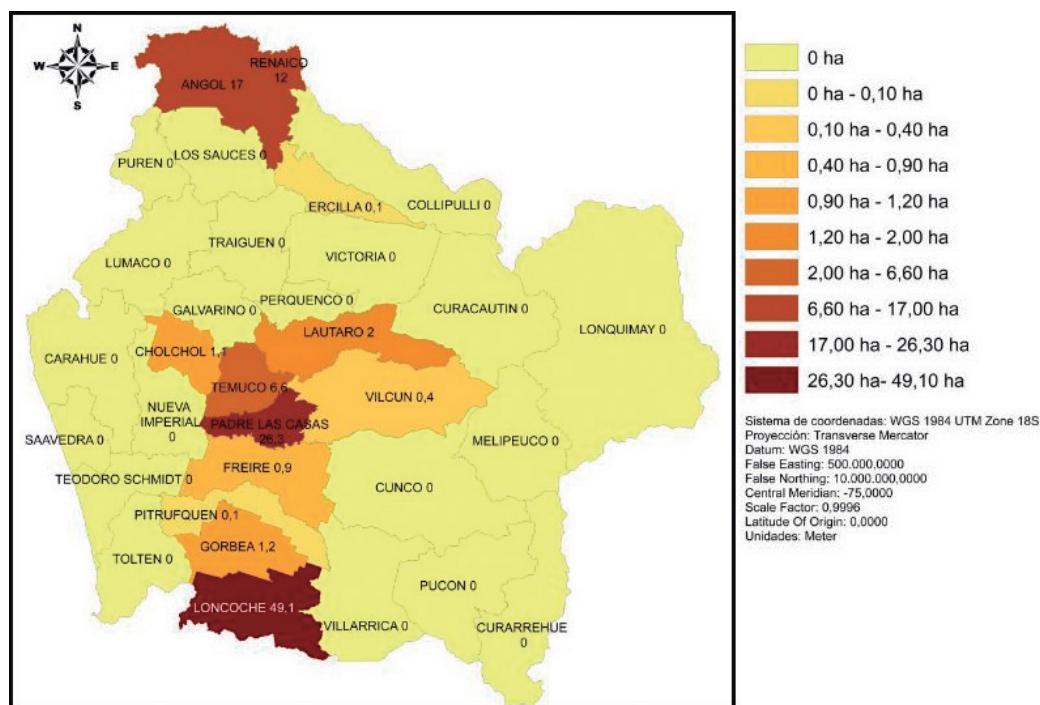 N
W E
S
RENAICO
12
ANGOL 17
LOS SAUCES 0
PUREN 0
ERCILLA 0,1
COLLIPULLI 0
TRAIGUEN 0
VICTORIA 0
LUMACO 0
GALVARINO 0
PERQUENCO 0
CURACAUTIN 0
LONQUIMAY 0
LAUTARO 2
CARAHUE 0
CHOLCHOL 1,1
TEMUCO 6,6
VILCUN 0,4
NUEVA
IMPERIAL
0
PADRE LAS CASAS
26,3
SAAVEDRA 0
MELIPEUCO 0
FREIRE 0,9
TEODORO SCHMIDT 0
CUNCO 0
PITRUFQUEN 0,1
GORBEA 1,2
TOLTEN 0
PUCON 0
LONCOCHE 49,1
VILLARRICA 0
CURARREHUE
0
0 ha
0 ha - 0,10 ha
0,10 ha - 0,40 ha
0,40 ha - 0,90 ha
0,90 ha - 1,20 ha
1,20 ha - 2,00 ha
2,00 ha - 6,60 ha
6,60 ha - 17,00 ha
17,00 ha - 26,30 ha
26,30 ha- 49,10 ha
Sistema de coordenadas: WGS 1984 UTM Zone 18S
Proyección: Transverse Mercator
Datum: WGS 1984
False Easting: 500.000,0000
False Northing: 10.000.000,0000
Central Meridian: -75,0000
Scale Factor: 0,9996
Latitude Of Origin: 0,0000
Unidades: Meter